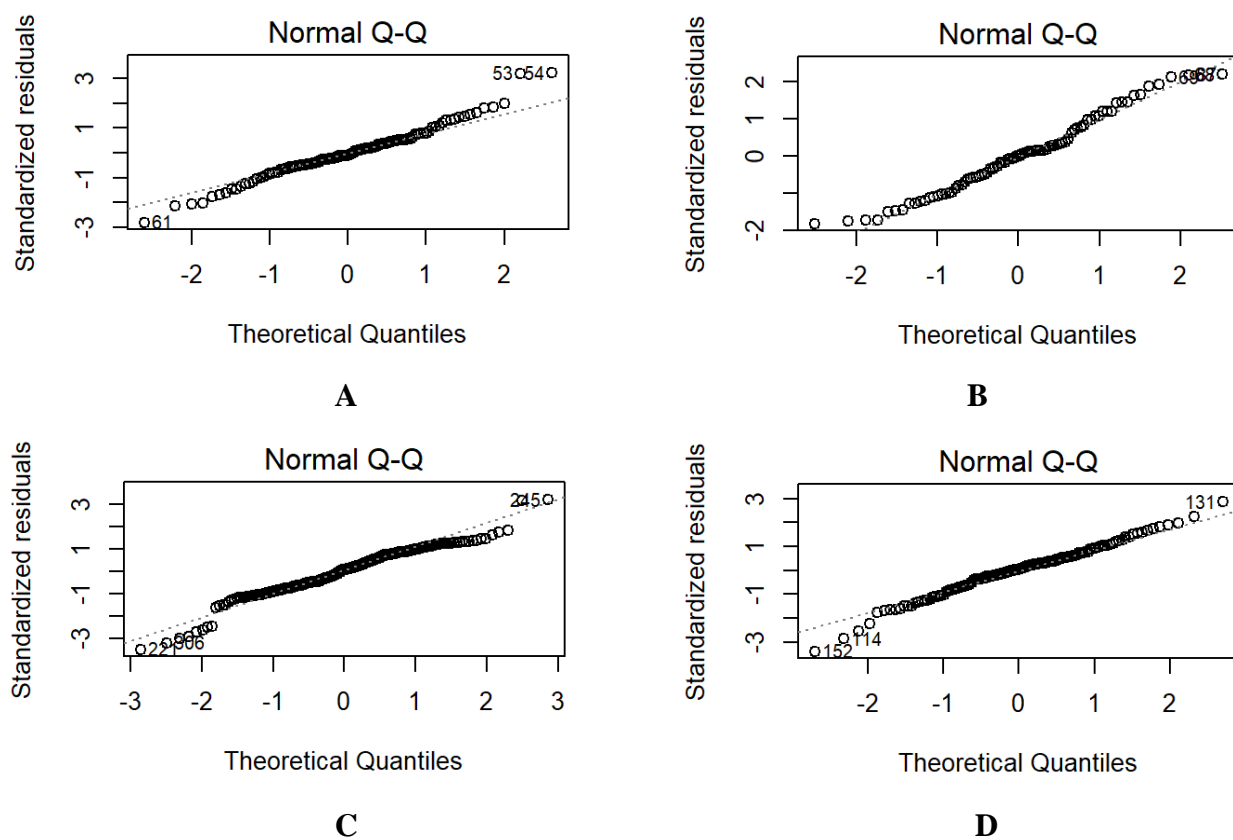 Normal Q-Q
Standardized residuals
3
1
-1
-3
53 54
61
-2 -1 0 1 2
Theoretical Quantiles
A
Normal Q-Q
Standardized residuals
2
1
0
-2
-2 -1 0 1 2
Theoretical Quantiles
B
Normal Q-Q
Standardized residuals
3
1
-1
-3
245
-3 -2 -1 0 1 2 3
Theoretical Quantiles
C
Normal Q-Q
Standardized residuals
3
1
-1
-3
131
114
152
-2 -1 0 1 2
Theoretical Quantiles
D